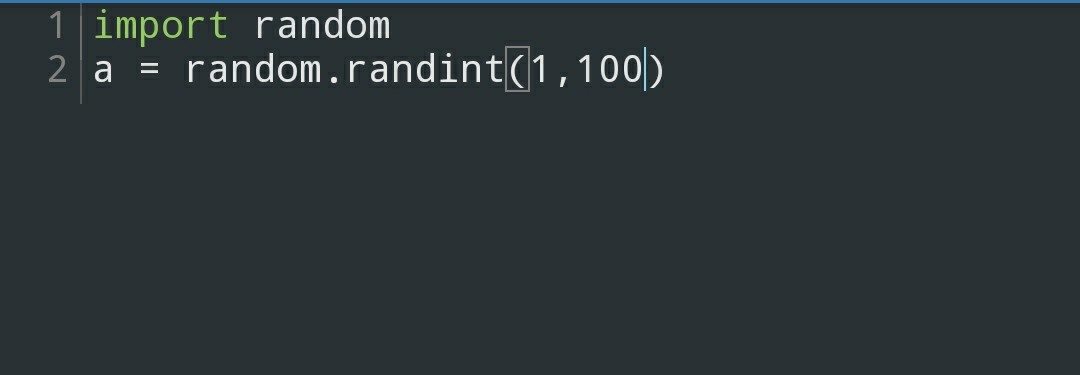 1 import random
2 a = random.randint(1,100)